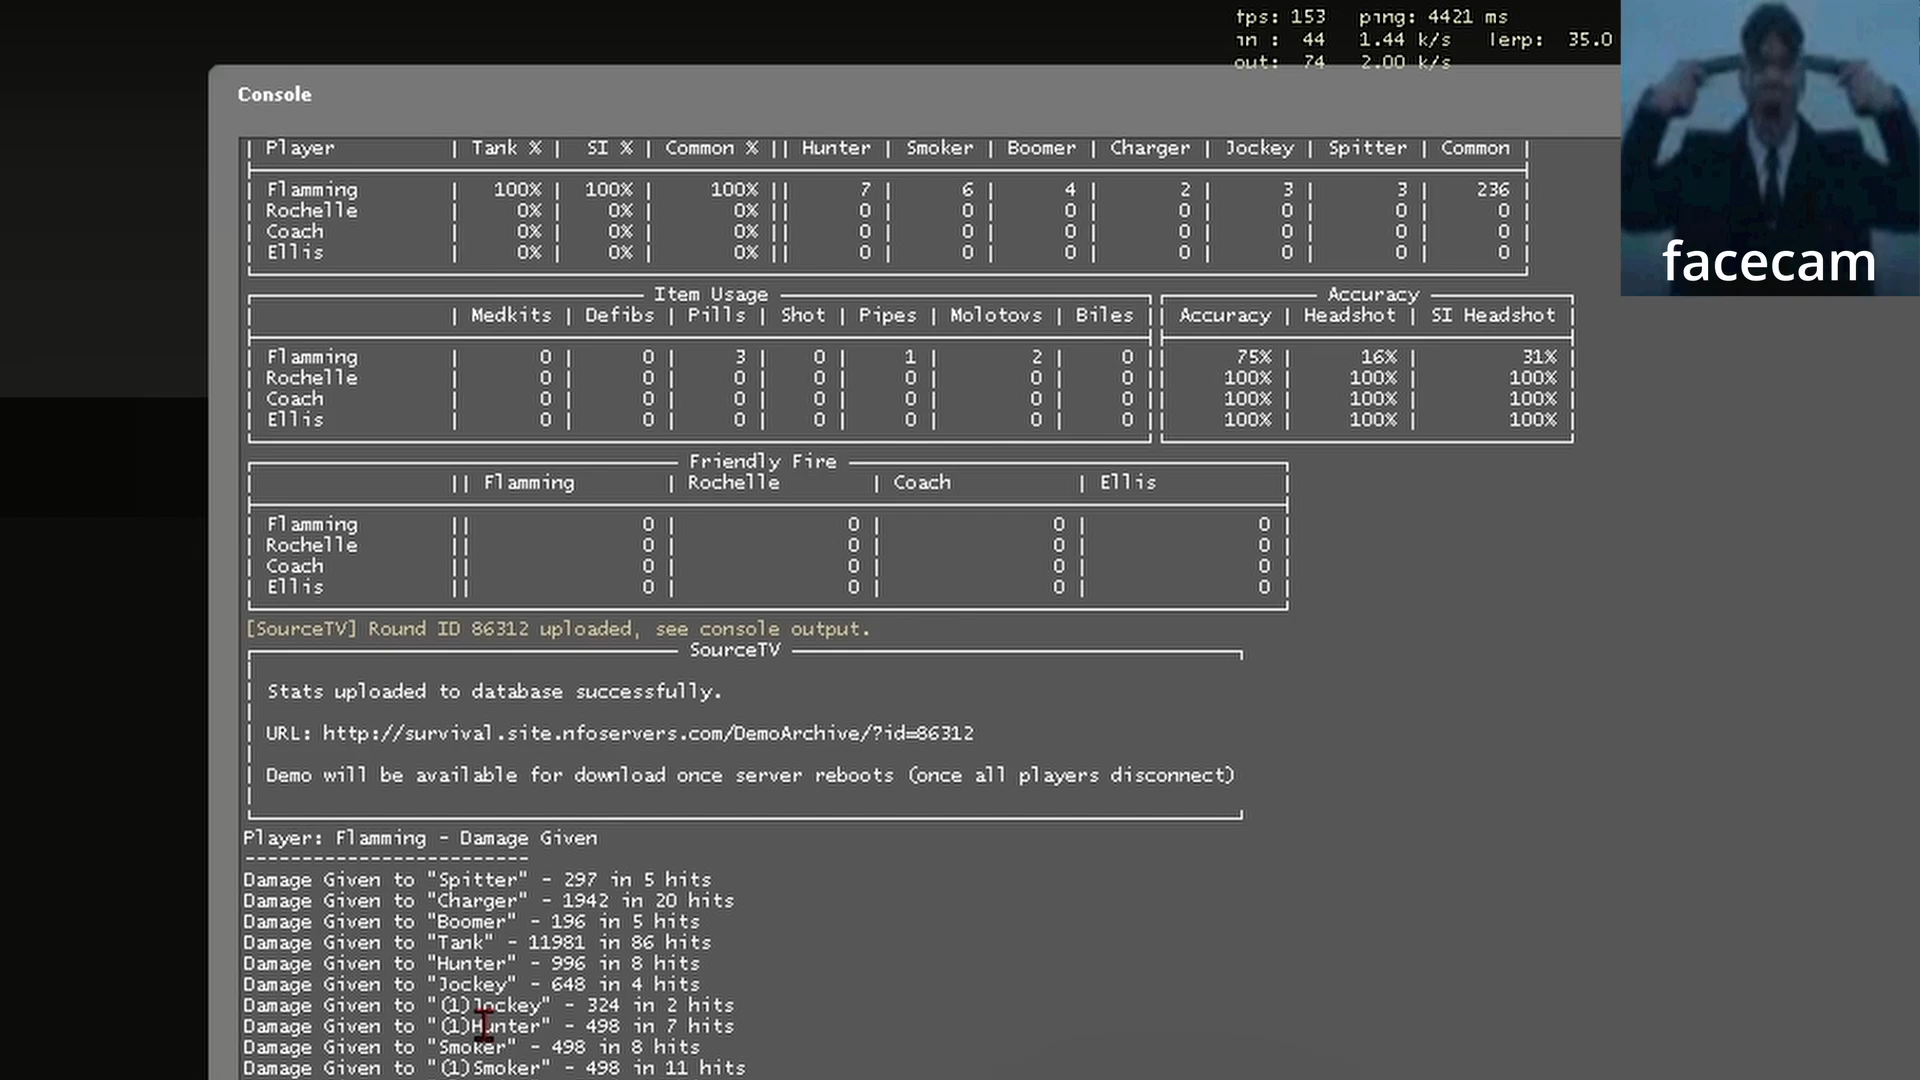 fps: 153 ping: 4421 ms
in : 44 1.44 k/s lerp: 35.0
out: 74 2.00 k/s
facecam
Console
| Player | Tank % | SI % | Common % || Hunter | Smoker | Boomer | Charger | Jockey | Spitter | Common |
| Flamming | 100% | 100% | 100% || 7 | 6 | 4 | 2 | 3 | 3 | 236 |
| Rochelle | 0% | 0% | 0% || 0 | 0 | 0 | 0 | 0 | 0 | 0 |
| Coach | 0% | 0% | 0% || 0 | 0 | 0 | 0 | 0 | 0 | 0 |
| Ellis | 0% | 0% | 0% || 0 | 0 | 0 | 0 | 0 | 0 | 0 |
Item Usage Accuracy
| | Medkits | Defibs | Pills | Shot | Pipes | Molotovs | Biles || Accuracy | Headshot | SI Headshot |
| Flamming | 0 | 0 | 3 | 0 | 1 | 2 | 0 || 75% | 16% | 31% |
| Rochelle | 0 | 0 | 0 | 0 | 0 | 0 | 0 || 100% | 100% | 100% |
| Coach | 0 | 0 | 0 | 0 | 0 | 0 | 0 || 100% | 100% | 100% |
| Ellis | 0 | 0 | 0 | 0 | 0 | 0 | 0 || 100% | 100% | 100% |
Friendly Fire
| || Flamming | Rochelle | Coach | Ellis |
| Flamming || 0 | 0 | 0 | 0 |
| Rochelle || 0 | 0 | 0 | 0 |
| Coach || 0 | 0 | 0 | 0 |
| Ellis || 0 | 0 | 0 | 0 |
[SourceTV] Round ID 86312 uploaded, see console output.
SourceTV
Stats uploaded to database successfully.
URL: http://survival.site.nfoservers.com/DemoArchive/?id=86312
Demo will be available for download once server reboots (once all players disconnect)
Player: Flamming - Damage Given
-------------------------
Damage Given to "Spitter" - 297 in 5 hits
Damage Given to "Charger" - 1942 in 20 hits
Damage Given to "Boomer" - 196 in 5 hits
Damage Given to "Tank" - 11981 in 86 hits
Damage Given to "Hunter" - 996 in 8 hits
Damage Given to "Jockey" - 648 in 4 hits
Damage Given to "(1)Jockey" - 324 in 2 hits
Damage Given to "(1)Hunter" - 498 in 7 hits
Damage Given to "Smoker" - 498 in 8 hits
Damage Given to "(1)Smoker" - 498 in 11 hits